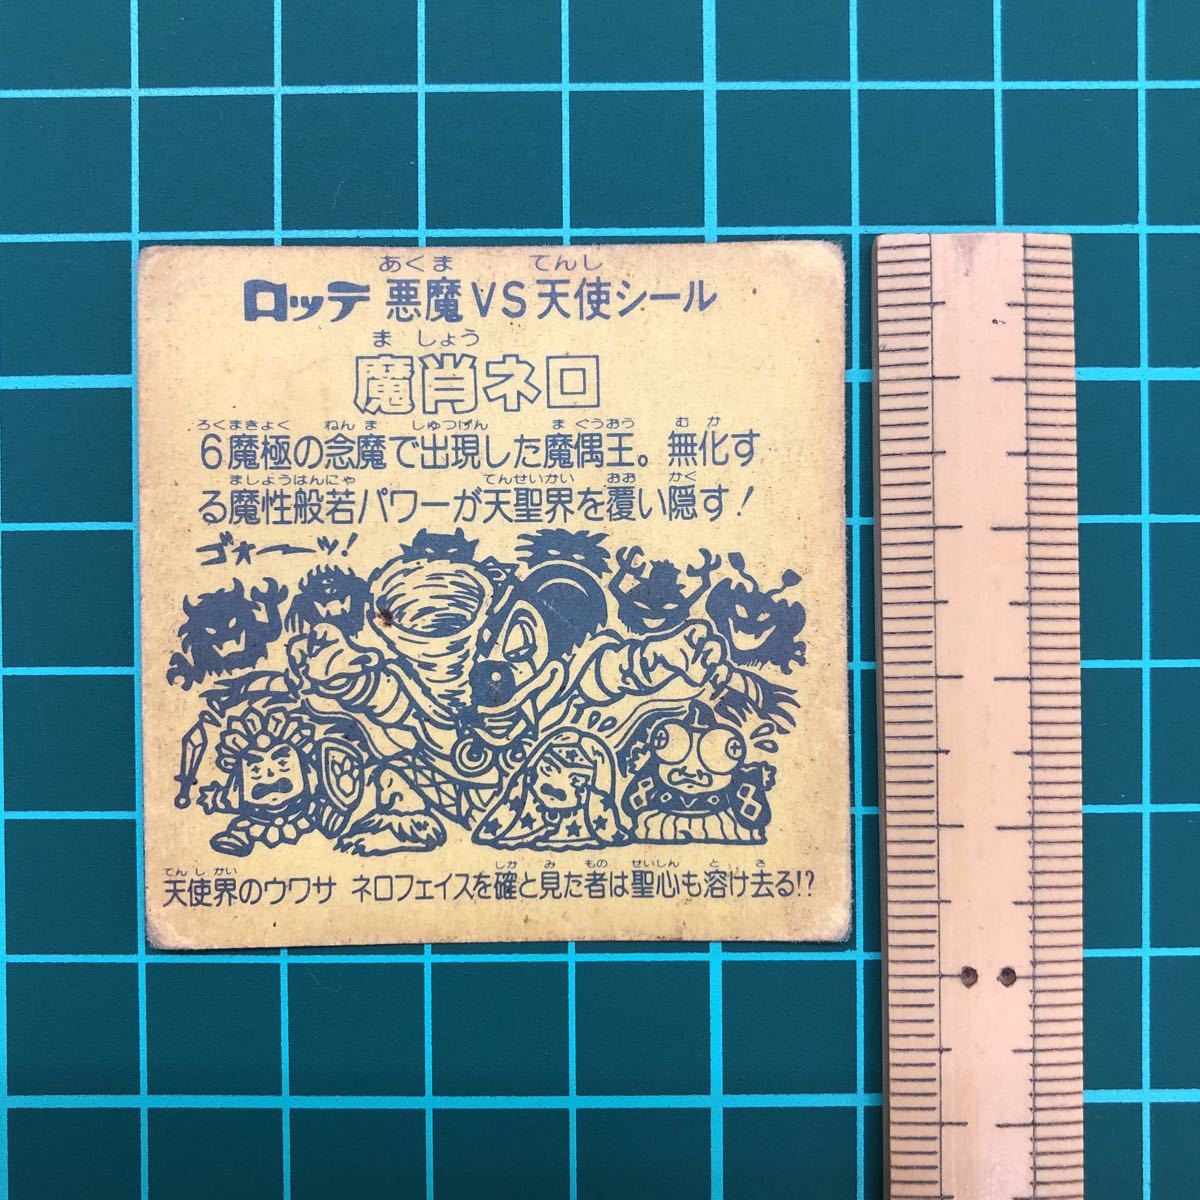 あくま てんし
ロッテ 悪魔VS天使シール
ま しょう
魔肖ネロ
ろくまきょく ねんま しゅつげん まぐうおう むか
6魔極の念魔で出現した魔偶王。無化す
ましょうはんにゃ てんせいかい おお かく
る魔性般若パワーが天聖界を覆い隠す!
ゴォーーッ!
てんしかい しか み もの せいしん と さ
天使界のウワサ ネロフェイスを確と見た者は聖心も溶け去る!?